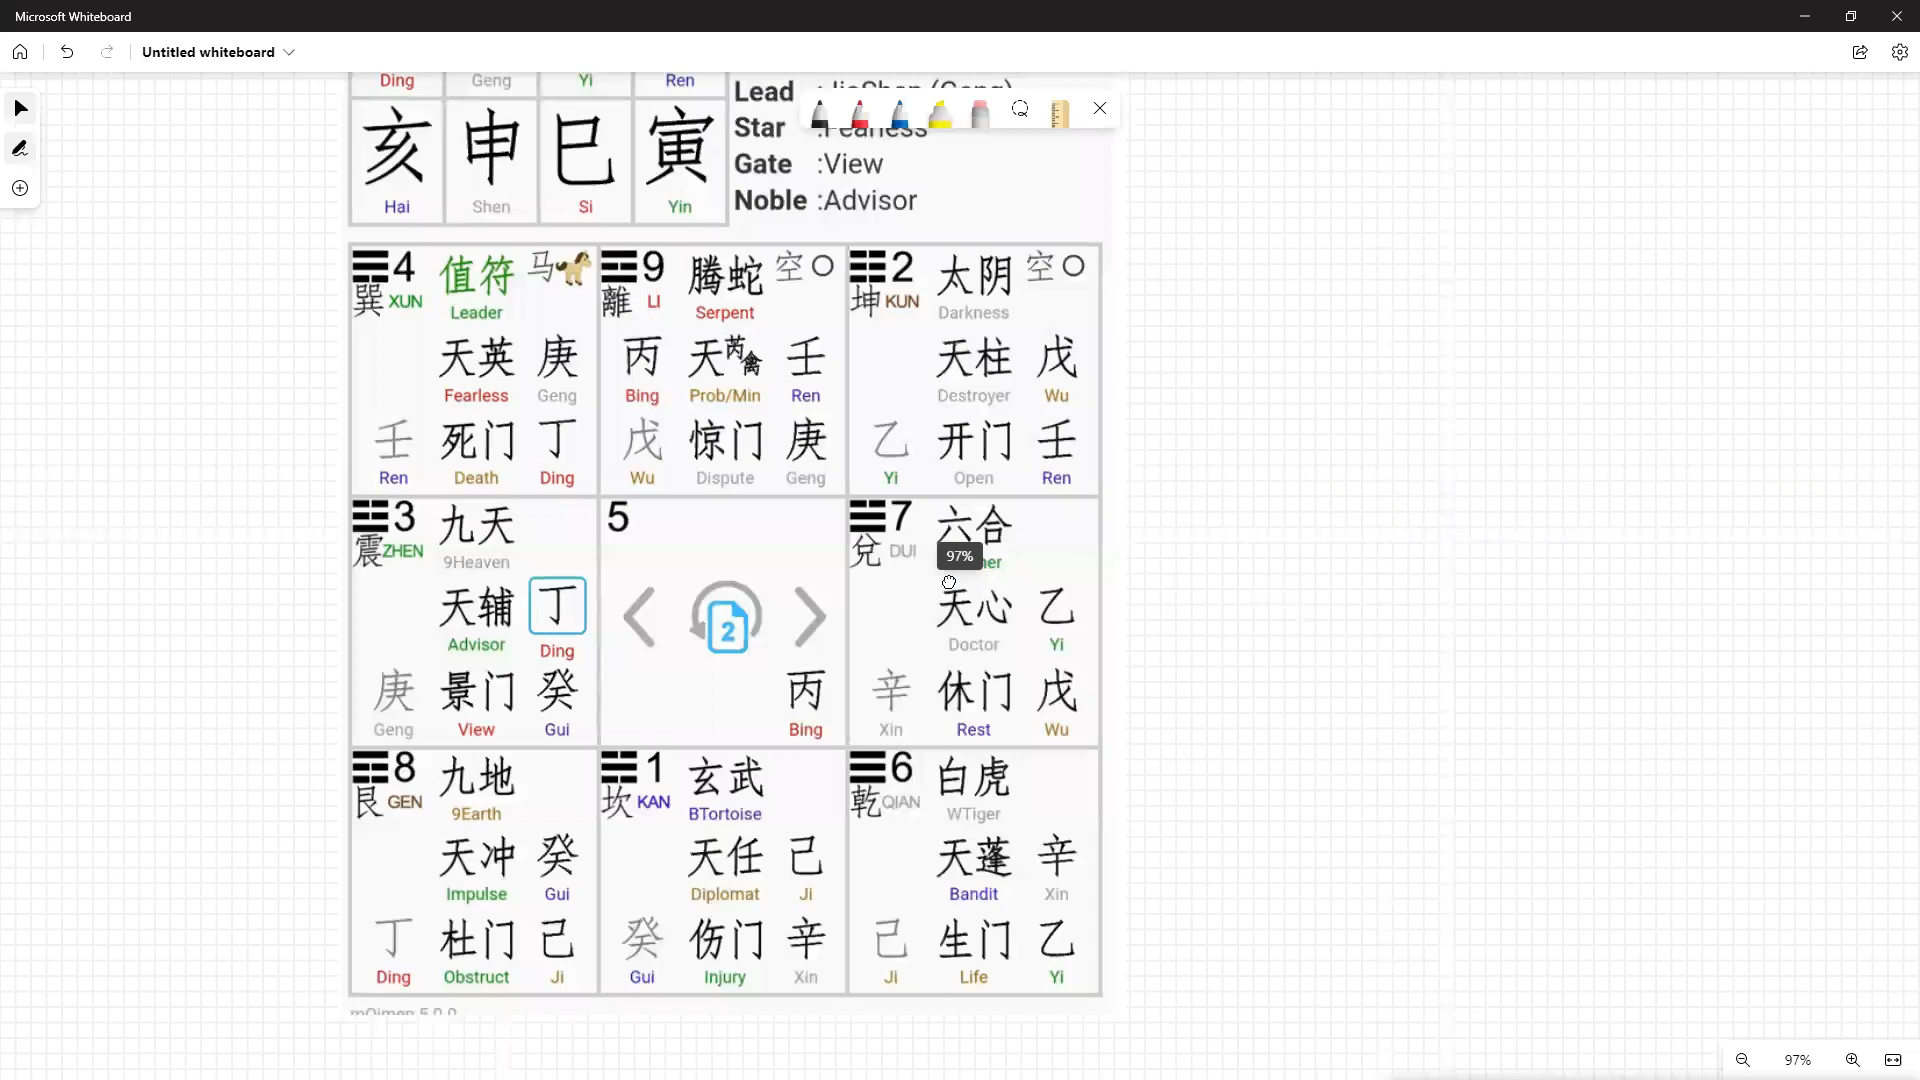 Microsoft Whiteboard
Untitled whiteboard
Ding Geng Yi Ren
亥 申 巳 寅
Hai Shen Si Yin
Lead
Star :Fearless
Gate :View
Noble :Advisor
4 值符 马
巽 XUN Leader
天英 庚
Fearless Geng
壬 死门 丁
Ren Death Ding
9 腾蛇 空
離 LI Serpent
丙 天芮禽 壬
Bing Prob/Min Ren
戊 惊门 庚
Wu Dispute Geng
2 太阴 空
坤 KUN Darkness
天柱 戊
Destroyer Wu
乙 开门 壬
Yi Open Ren
3 九天
震 ZHEN 9Heaven
天辅 丁
Advisor Ding
庚 景门 癸
Geng View Gui
5
2
丙
Bing
7 六合
兌 DUI
97%
天心 乙
Doctor Yi
辛 休门 戊
Xin Rest Wu
8 九地
艮 GEN 9Earth
天冲 癸
Impulse Gui
丁 杜门 己
Ding Obstruct Ji
1 玄武
坎 KAN BTortoise
天任 己
Diplomat Ji
癸 伤门 辛
Gui Injury Xin
6 白虎
乾 QIAN WTiger
天蓬 辛
Bandit Xin
己 生门 乙
Ji Life Yi
97%